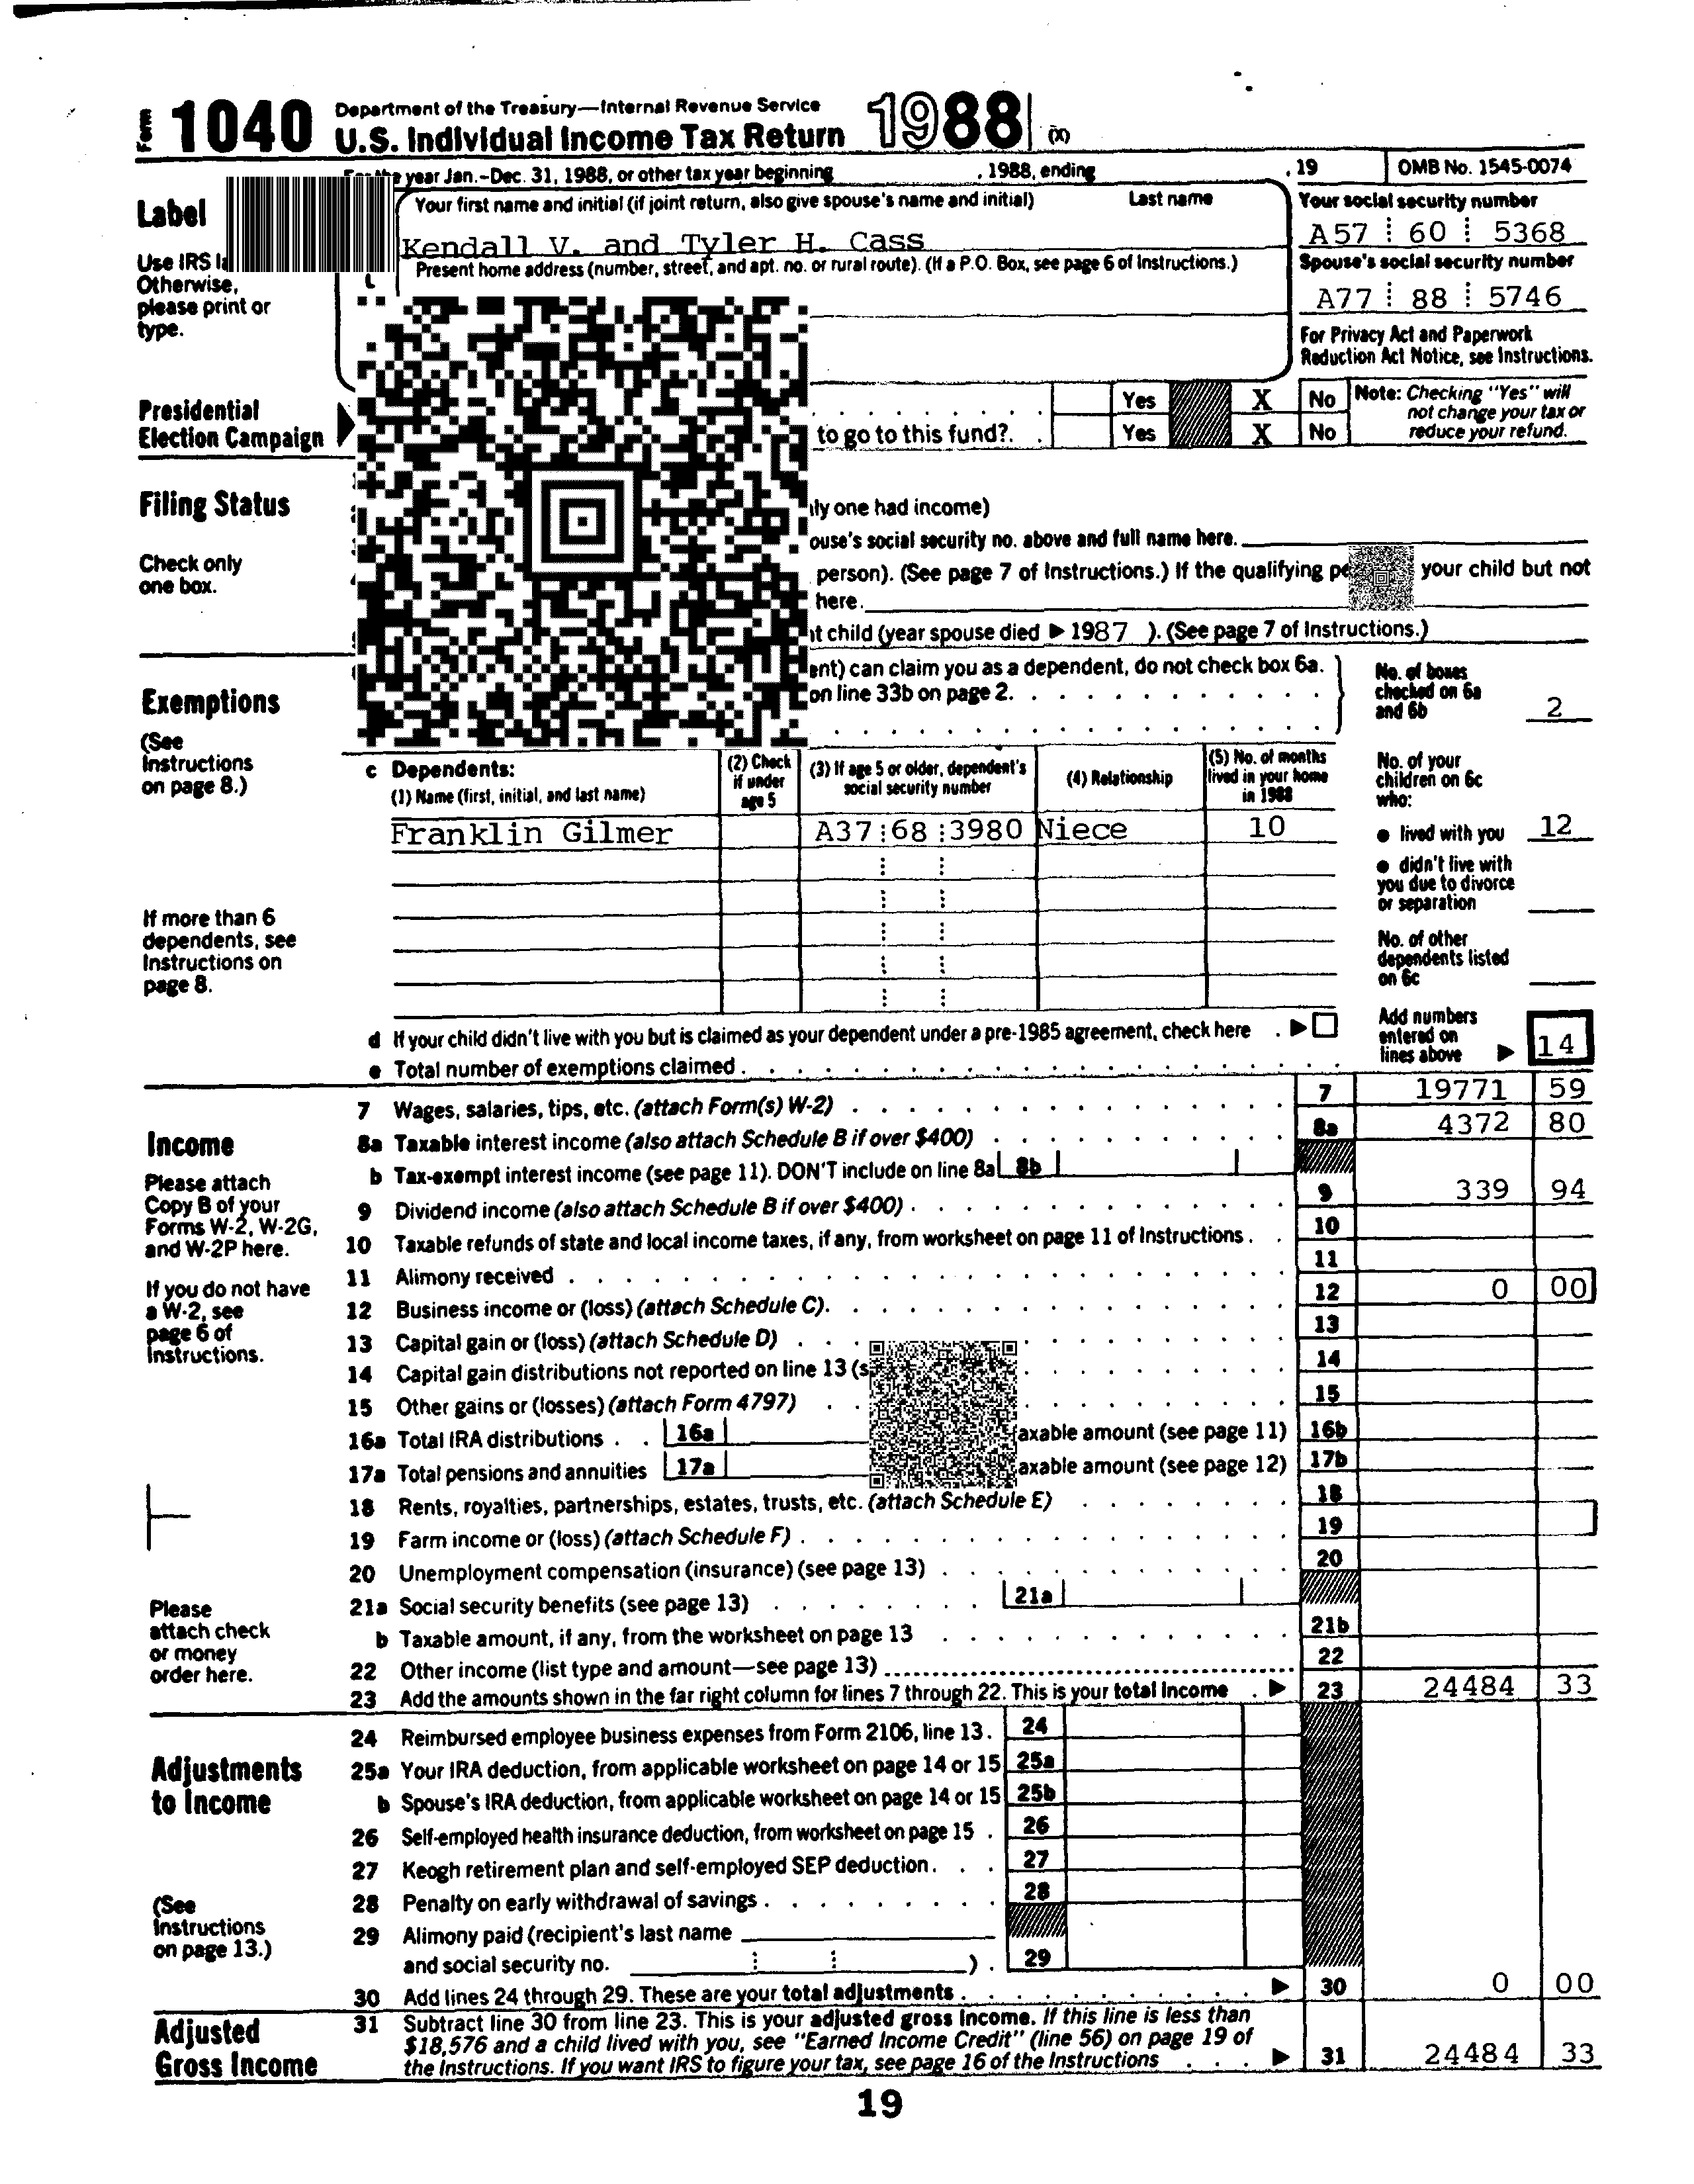 Form 1040 Department of the Treasury—Internal Revenue Service
U.S. Individual Income Tax Return 1988 (X)
year Jan.-Dec. 31, 1988, or other tax year beginning , 1988, ending , 19 OMB No. 1545-0074
Label
Use IRS
Otherwise,
please print or
type.
Your first name and initial (if joint return, also give spouse's name and initial) Last name
Kendall V. and Tyler H. Cass
Present home address (number, street, and apt. no. or rural route). (If a P.O. Box, see page 6 of Instructions.)
Your social security number
A57 60 5368
Spouse's social security number
A77 88 5746
For Privacy Act and Paperwork
Reduction Act Notice, see Instructions.
Presidential
Election Campaign
Yes X No
to go to this fund?. Yes X No
Note: Checking "Yes" will
not change your tax or
reduce your refund.
Filing Status
Check only
one box.
one had income)
social security no. above and full name here.
person). (See page 7 of Instructions.) If the qualifying your child but not
here.
child (year spouse died ▶ 1987 ). (See page 7 of Instructions.)
Exemptions
(See
Instructions
on page 8.)
can claim you as a dependent, do not check box 6a.
on line 33b on page 2.
No. of boxes
checked on 6a
and 6b 2
c Dependents:
(1) Name (first, initial, and last name)
(2) Check
if under
age 5
(3) If age 5 or older, dependent's
social security number
(4) Relationship
(5) No. of months
lived in your home
in 1988
Franklin Gilmer A37 68 3980 Niece 10
No. of your
children on 6c
who:
● lived with you 12
● didn't live with
you due to divorce
or separation
No. of other
dependents listed
on 6c
If more than 6
dependents, see
Instructions on
page 8.
d If your child didn't live with you but is claimed as your dependent under a pre-1985 agreement, check here . ▶ □
e Total number of exemptions claimed
Add numbers
entered on
lines above ▶ 14
Income
Please attach
Copy B of your
Forms W-2, W-2G,
and W-2P here.
If you do not have
a W-2, see
page 6 of
Instructions.
Please
attach check
or money
order here.
7 Wages, salaries, tips, etc. (attach Form(s) W-2) 7 19771 59
8a Taxable interest income (also attach Schedule B if over $400) 8a 4372 80
b Tax-exempt interest income (see page 11). DON'T include on line 8a 8b
9 Dividend income (also attach Schedule B if over $400) 9 339 94
10 Taxable refunds of state and local income taxes, if any, from worksheet on page 11 of Instructions 10
11 Alimony received 11
12 Business income or (loss) (attach Schedule C) 12 0 00
13 Capital gain or (loss) (attach Schedule D) 13
14 Capital gain distributions not reported on line 13 14
15 Other gains or (losses) (attach Form 4797) 15
16a Total IRA distributions 16a amount (see page 11) 16b
17a Total pensions and annuities 17a amount (see page 12) 17b
18 Rents, royalties, partnerships, estates, trusts, etc. (attach Schedule E) 18
19 Farm income or (loss) (attach Schedule F) 19
20 Unemployment compensation (insurance) (see page 13) 20
21a Social security benefits (see page 13) 21a
b Taxable amount, if any, from the worksheet on page 13 21b
22 Other income (list type and amount—see page 13) 22
23 Add the amounts shown in the far right column for lines 7 through 22. This is your total income ▶ 23 24484 33
Adjustments
to Income
(See
Instructions
on page 13.)
24 Reimbursed employee business expenses from Form 2106, line 13 24
25a Your IRA deduction, from applicable worksheet on page 14 or 15 25a
b Spouse's IRA deduction, from applicable worksheet on page 14 or 15 25b
26 Self-employed health insurance deduction, from worksheet on page 15 26
27 Keogh retirement plan and self-employed SEP deduction 27
28 Penalty on early withdrawal of savings 28
29 Alimony paid (recipient's last name
and social security no. ) 29
30 Add lines 24 through 29. These are your total adjustments ▶ 30 0 00
Adjusted
Gross Income
31 Subtract line 30 from line 23. This is your adjusted gross income. If this line is less than
$18,576 and a child lived with you, see "Earned Income Credit" (line 56) on page 19 of
the Instructions. If you want IRS to figure your tax, see page 16 of the Instructions ▶ 31 24484 33
19